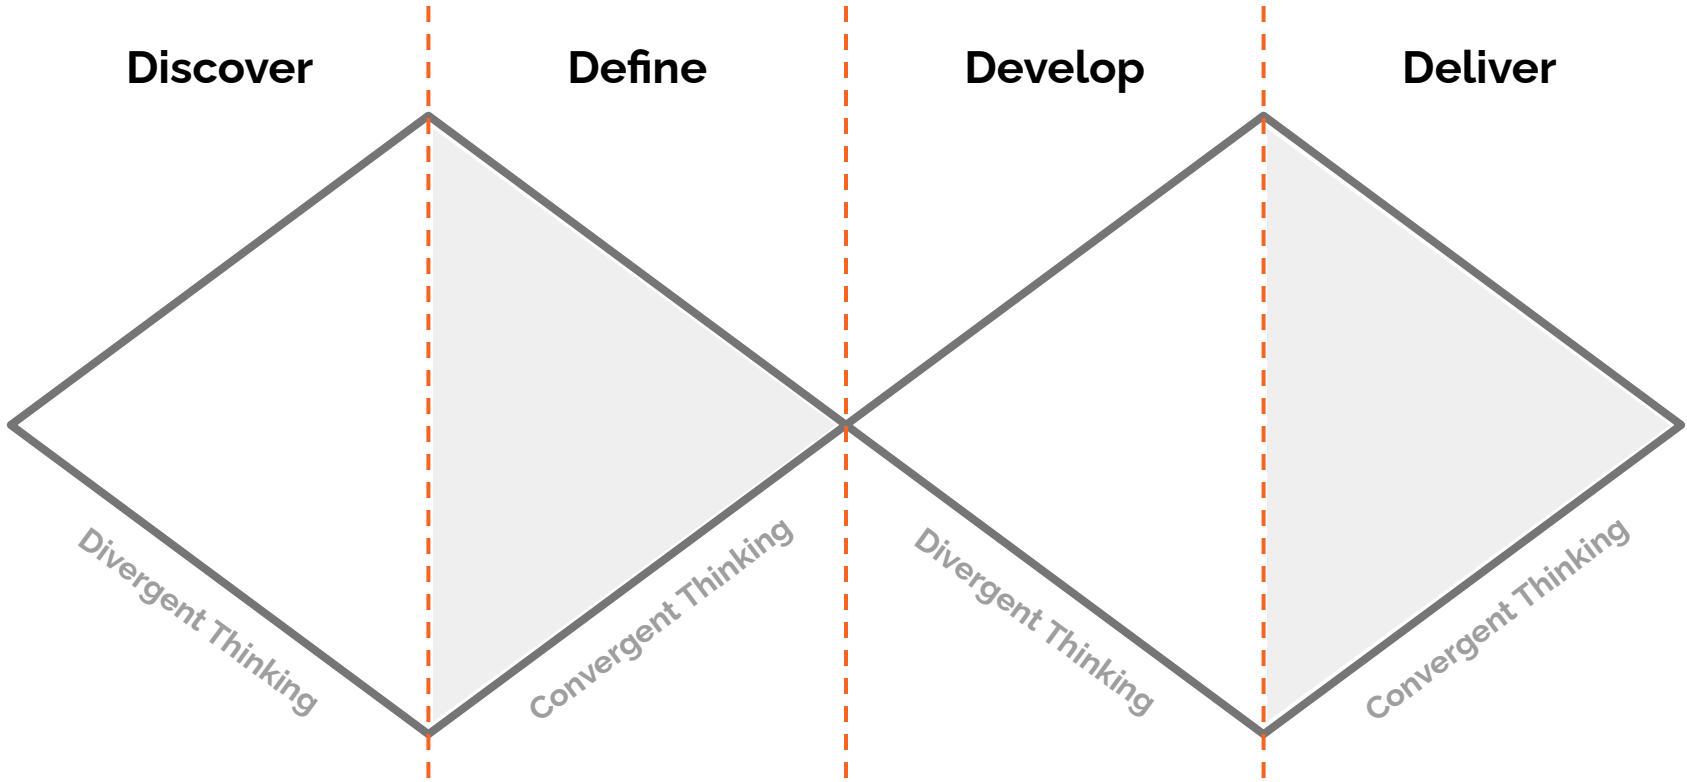 Discover
Define
Develop
Deliver
Divergent Thinking
Convergent Thinking
Divergent Thinking
Convergent Thinking